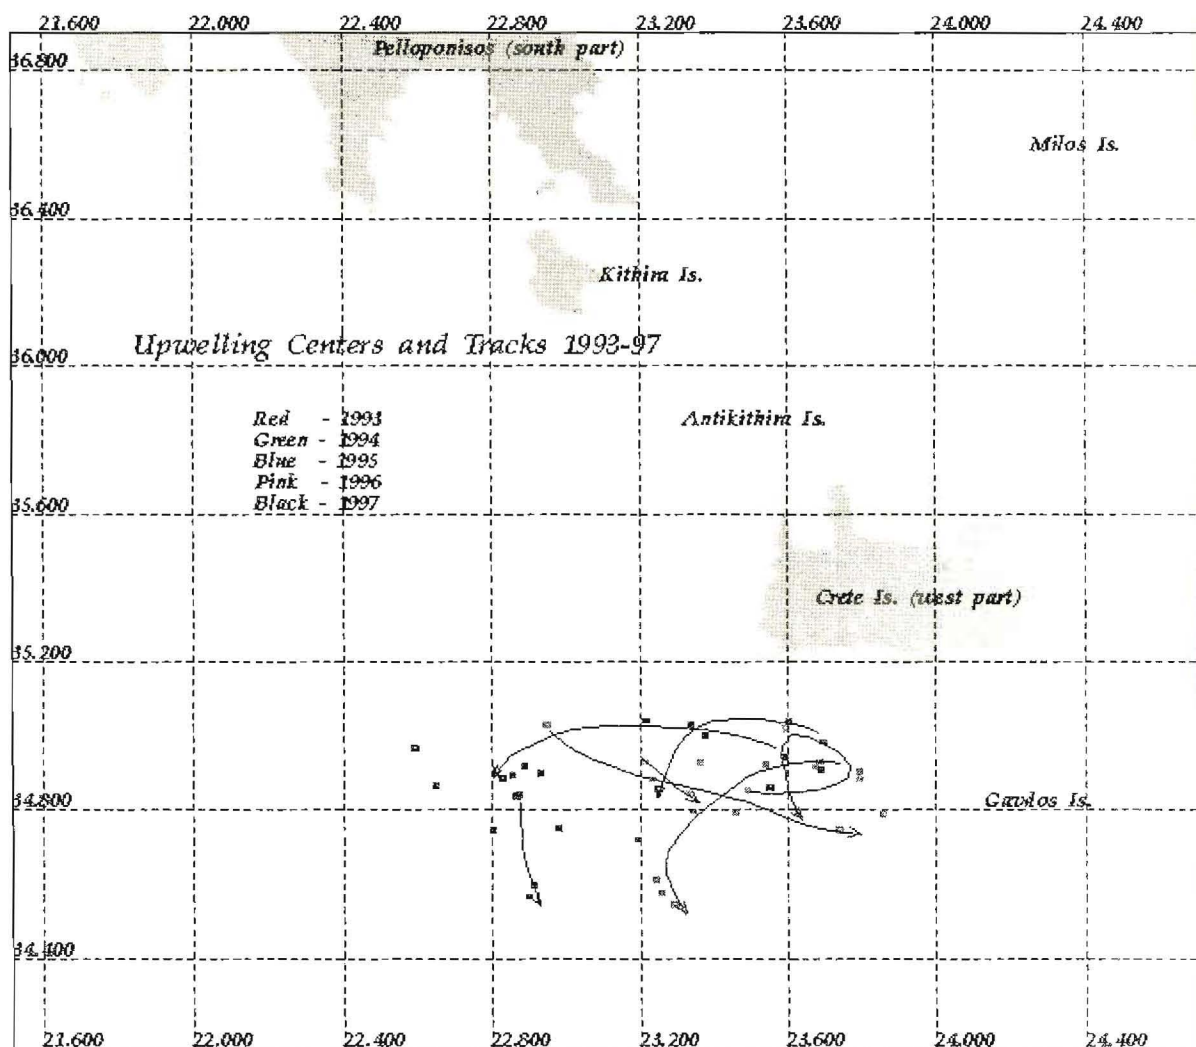 21.600 22.000 22.400 22.800 23.200 23.600 24.000 24.400
Pelloponisos (south part)
36.800
Milos Is.
36.400
Kithira Is.
Upwelling Centers and Tracks 1993-97
36.000
Red - 1993
Antikithira Is.
Green - 1994
Blue - 1995
Pink - 1996
Black - 1997
35.600
Crete Is. (west part)
35.200
34.800
Gavdos Is.
34.400
21.600 22.000 22.400 22.800 23.200 23.600 24.000 24.400